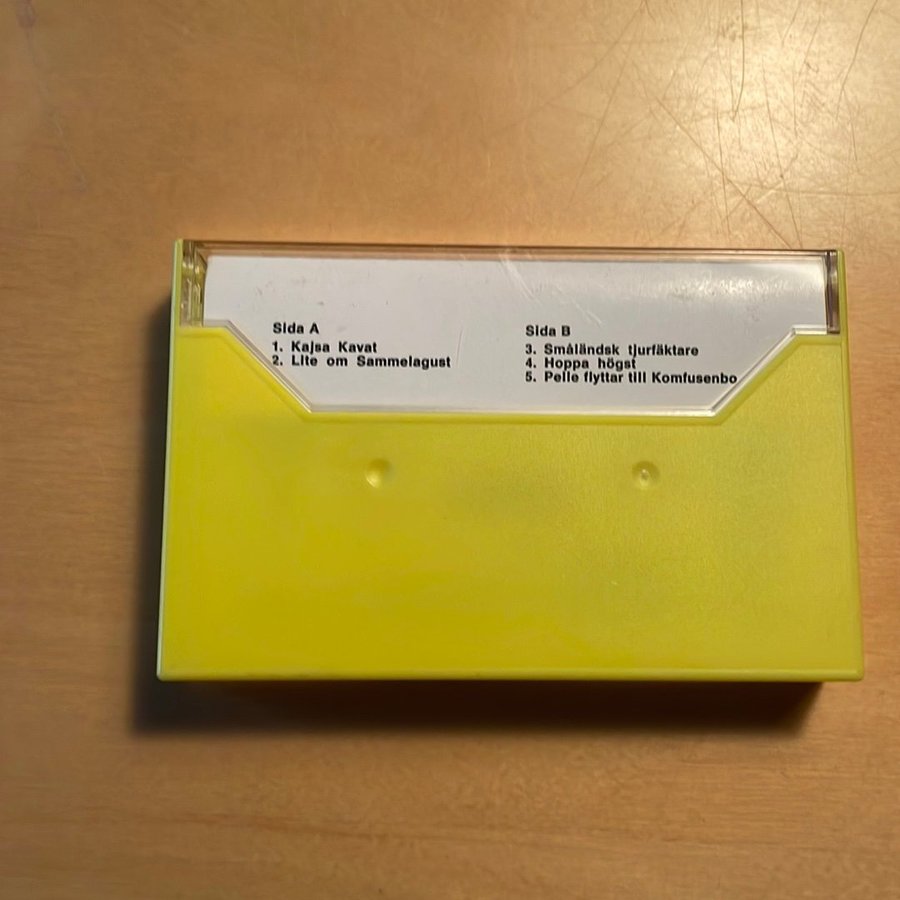 Sida A
1. Kajsa Kavat
2. Lite om Sammelagust
Sida B
3. Småländsk tjurfäktare
4. Hoppa högst
5. Pelle flyttar till Komfusenbo